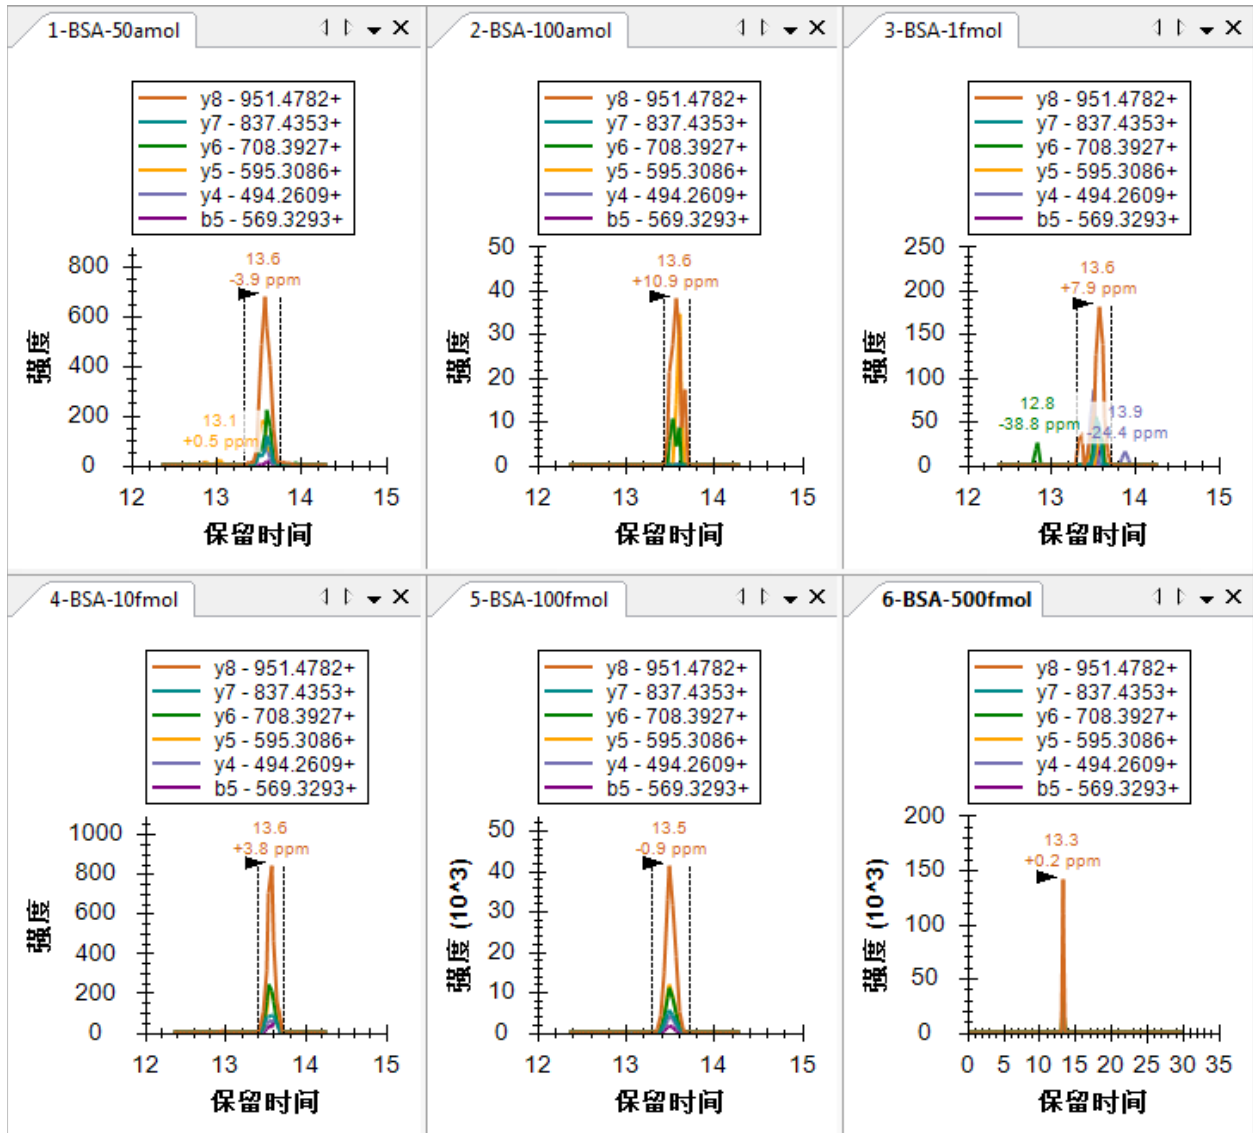 1-BSA-50amol
y8 - 951.4782+
y7 - 837.4353+
y6 - 708.3927+
y5 - 595.3086+
y4 - 494.2609+
b5 - 569.3293+
800
600
400
200
0
强度
13.6
-3.9 ppm
13.1
+0.5 ppm
12 13 14 15
保留时间
2-BSA-100amol
y8 - 951.4782+
y7 - 837.4353+
y6 - 708.3927+
y5 - 595.3086+
y4 - 494.2609+
b5 - 569.3293+
50
40
30
20
10
0
强度
13.6
+10.9 ppm
12 13 14 15
保留时间
3-BSA-1fmol
y8 - 951.4782+
y7 - 837.4353+
y6 - 708.3927+
y5 - 595.3086+
y4 - 494.2609+
b5 - 569.3293+
250
200
150
100
50
0
强度
13.6
+7.9 ppm
12.8
-38.8 ppm
13.9
-24.4 ppm
12 13 14 15
保留时间
4-BSA-10fmol
y8 - 951.4782+
y7 - 837.4353+
y6 - 708.3927+
y5 - 595.3086+
y4 - 494.2609+
b5 - 569.3293+
1000
800
600
400
200
0
强度
13.6
+3.8 ppm
12 13 14 15
保留时间
5-BSA-100fmol
y8 - 951.4782+
y7 - 837.4353+
y6 - 708.3927+
y5 - 595.3086+
y4 - 494.2609+
b5 - 569.3293+
50
40
30
20
10
0
强度 (10^3)
13.5
-0.9 ppm
12 13 14 15
保留时间
6-BSA-500fmol
y8 - 951.4782+
y7 - 837.4353+
y6 - 708.3927+
y5 - 595.3086+
y4 - 494.2609+
b5 - 569.3293+
200
150
100
50
0
强度 (10^3)
13.3
+0.2 ppm
0 5 10 15 20 25 30 35
保留时间